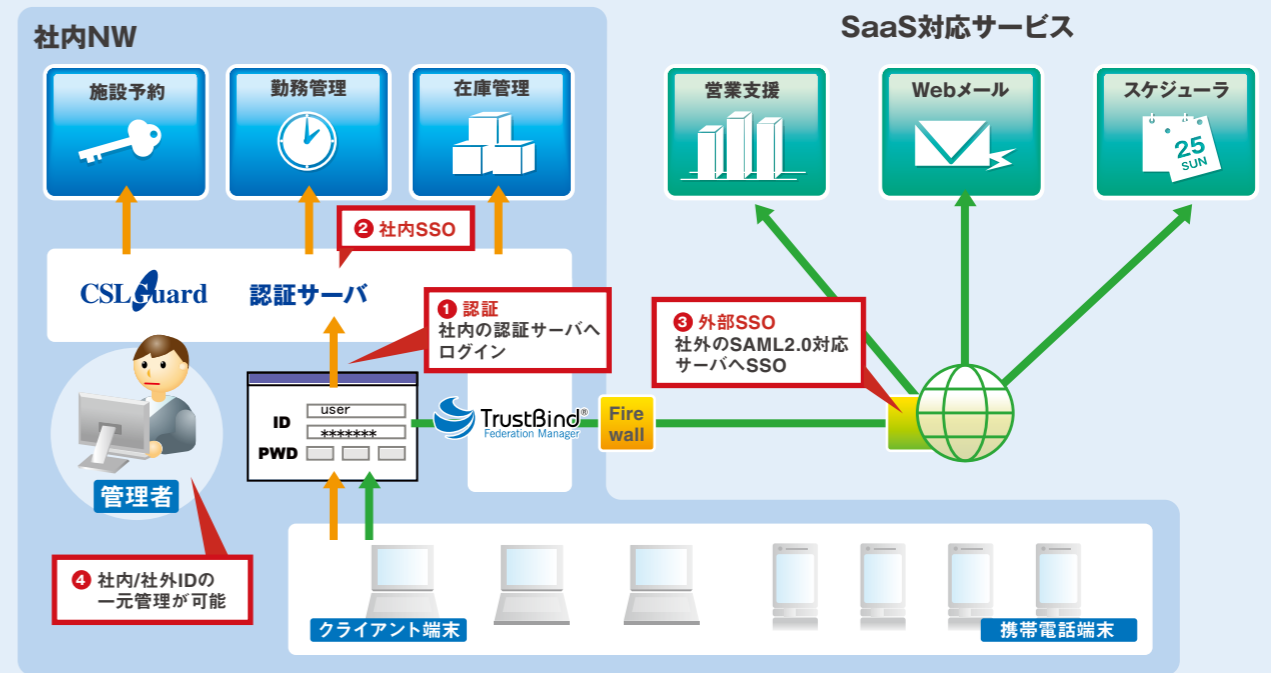 社内NW
SaaS対応サービス
施設予約
勤務管理
在庫管理
営業支援
Webメール
スケジューラ
25
SUN
② 社内SSO
CSLGuard
認証サーバ
① 認証
社内の認証サーバへ
ログイン
③ 外部SSO
社外のSAML2.0対応
サーバへSSO
ID
user
*******
PWD
TrustBind®
Federation Manager
Fire
wall
管理者
④ 社内/社外IDの
一元管理が可能
クライアント端末
携帯電話端末